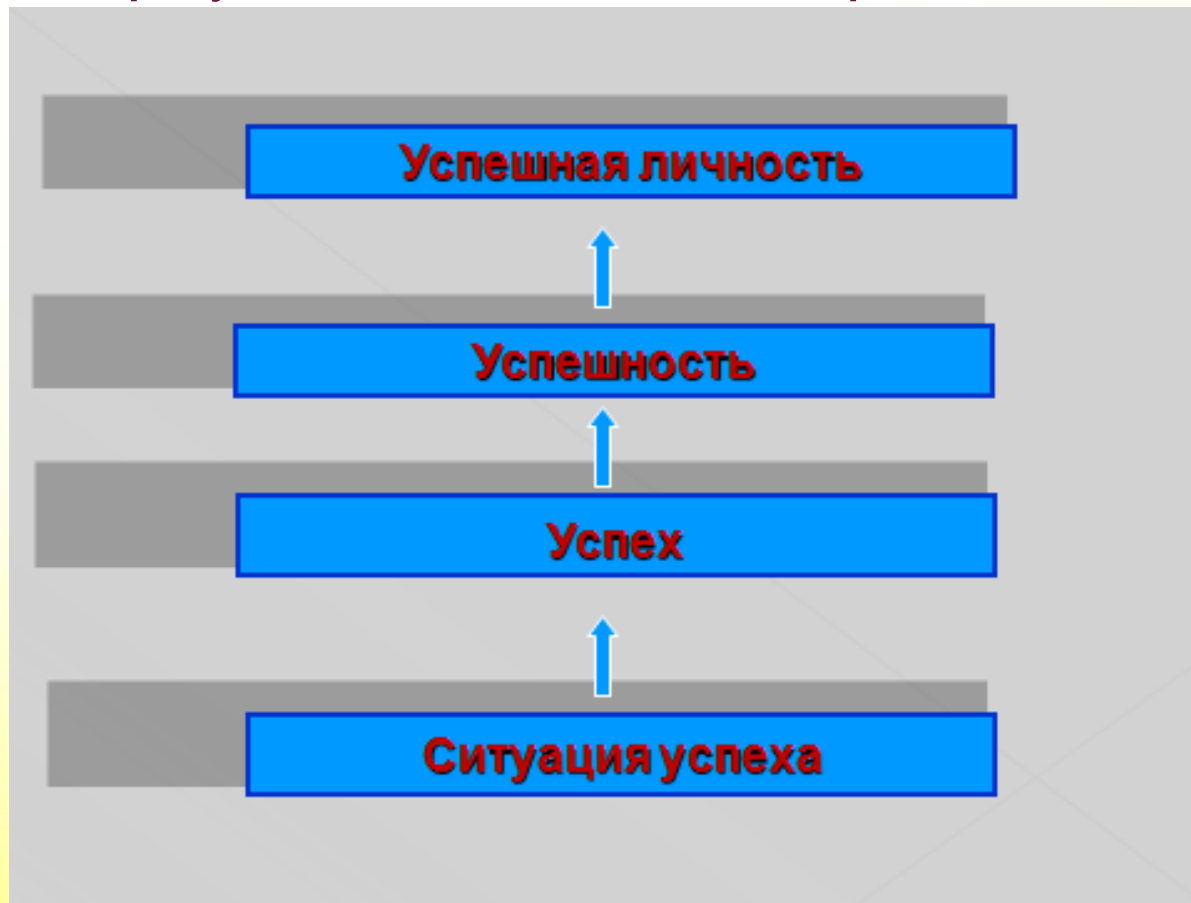 Успешная личность
Успешность
Успех
Ситуация успеха